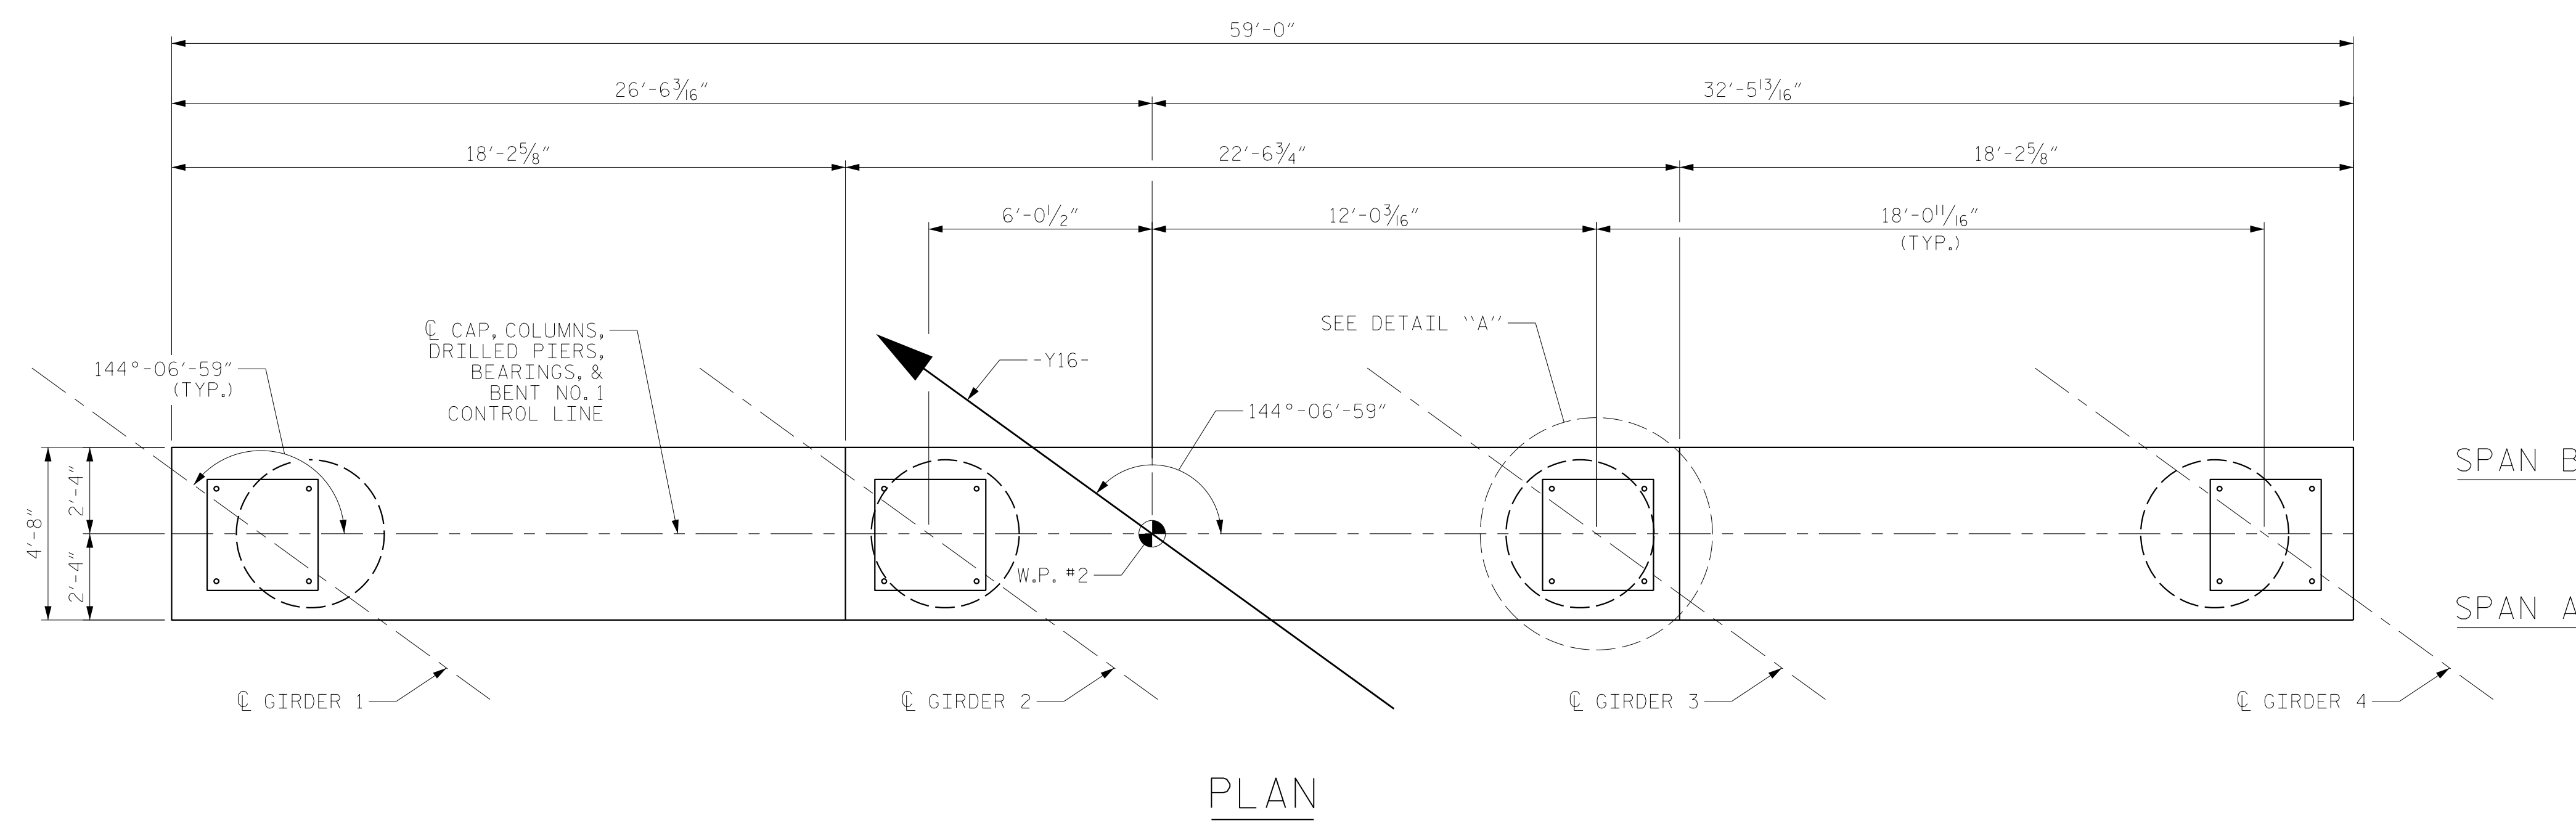 59'-0"
26'-6 3/16"
32'-5 13/16"
18'-2 5/8"
22'-6 3/4"
18'-2 5/8"
6'-0 1/2"
12'-0 3/16"
18'-0 11/16"
(TYP.)
℄ CAP, COLUMNS,
DRILLED PIERS,
BEARINGS, &
BENT NO. 1
CONTROL LINE
SEE DETAIL "A"
-Y16-
144°-06'-59"
(TYP.)
144°-06'-59"
4'-8"
2'-4"
2'-4"
W.P. #2
SPAN B
SPAN A
℄ GIRDER 1
℄ GIRDER 2
℄ GIRDER 3
℄ GIRDER 4
PLAN